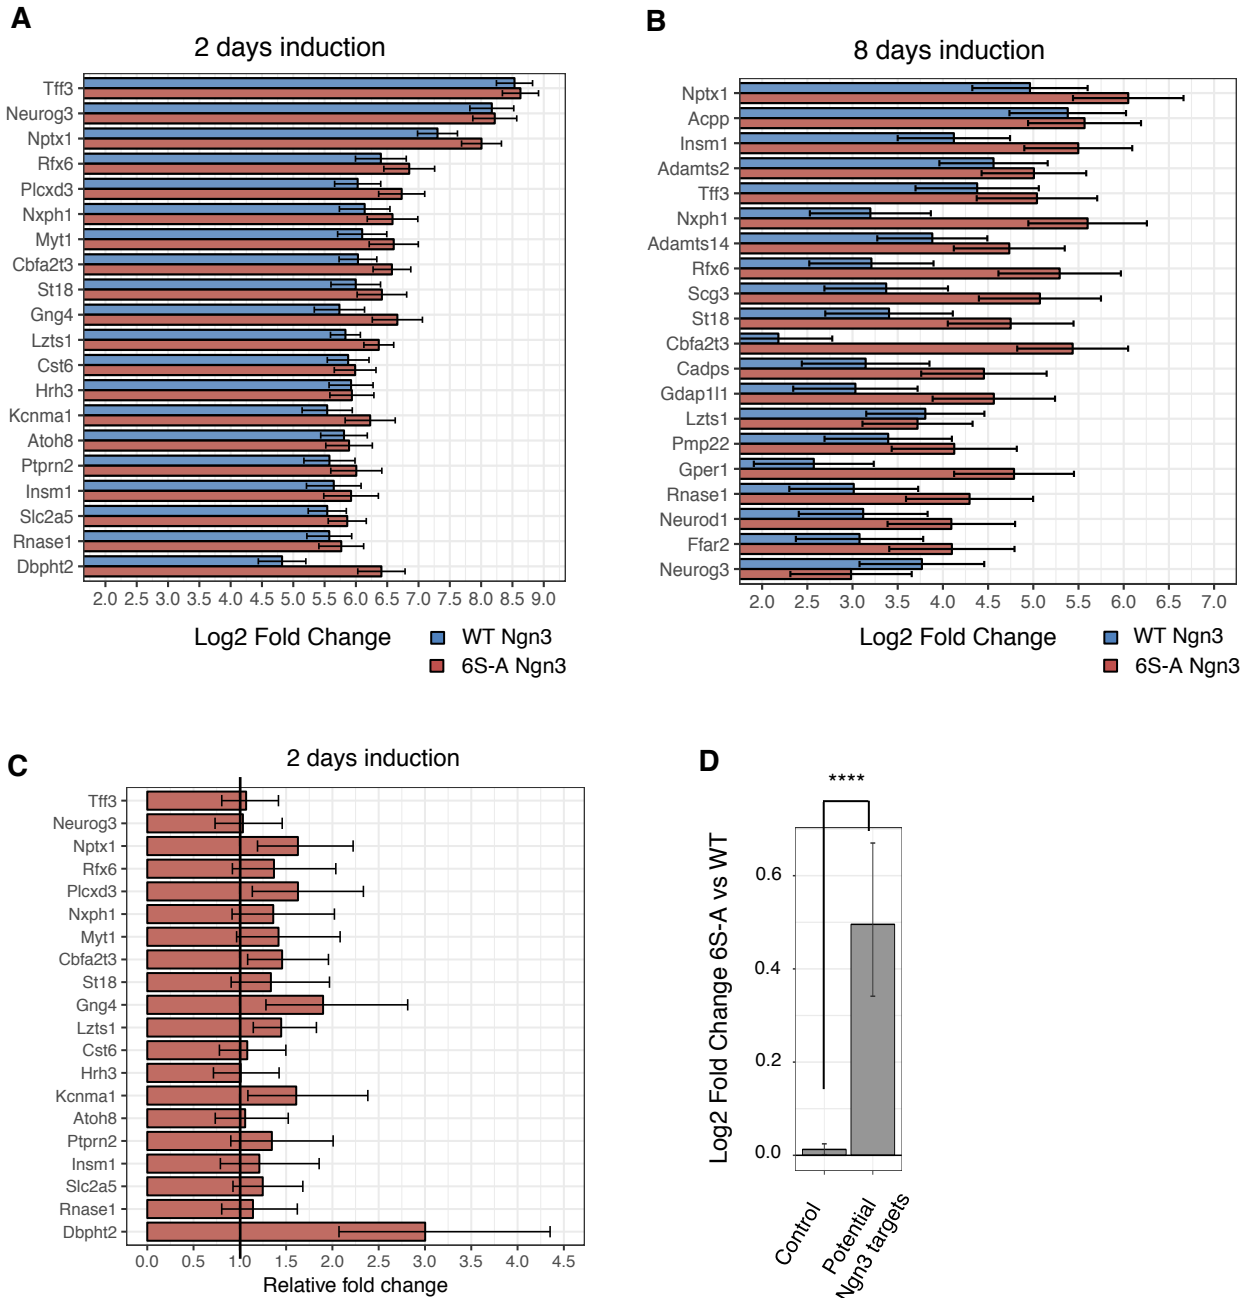 A
2 days induction
Tff3
Neurog3
Nptx1
Rfx6
Plcxd3
Nxph1
Myt1
Cbfa2t3
St18
Gng4
Lzts1
Cst6
Hrh3
Kcnma1
Atoh8
Ptprn2
Insm1
Slc2a5
Rnase1
Dbpht2
2.0 2.5 3.0 3.5 4.0 4.5 5.0 5.5 6.0 6.5 7.0 7.5 8.0 8.5 9.0
Log2 Fold Change
WT Ngn3
6S-A Ngn3
B
8 days induction
Nptx1
Acpp
Insm1
Adamts2
Tff3
Nxph1
Adamts14
Rfx6
Scg3
St18
Cbfa2t3
Cadps
Gdap1l1
Lzts1
Pmp22
Gper1
Rnase1
Neurod1
Ffar2
Neurog3
2.0 2.5 3.0 3.5 4.0 4.5 5.0 5.5 6.0 6.5 7.0
Log2 Fold Change
WT Ngn3
6S-A Ngn3
C
2 days induction
Tff3
Neurog3
Nptx1
Rfx6
Plcxd3
Nxph1
Myt1
Cbfa2t3
St18
Gng4
Lzts1
Cst6
Hrh3
Kcnma1
Atoh8
Ptprn2
Insm1
Slc2a5
Rnase1
Dbpht2
0.0 0.5 1.0 1.5 2.0 2.5 3.0 3.5 4.0 4.5
Relative fold change
D
****
Log2 Fold Change 6S-A vs WT
0.6
0.4
0.2
0.0
Control
Potential
Ngn3 targets